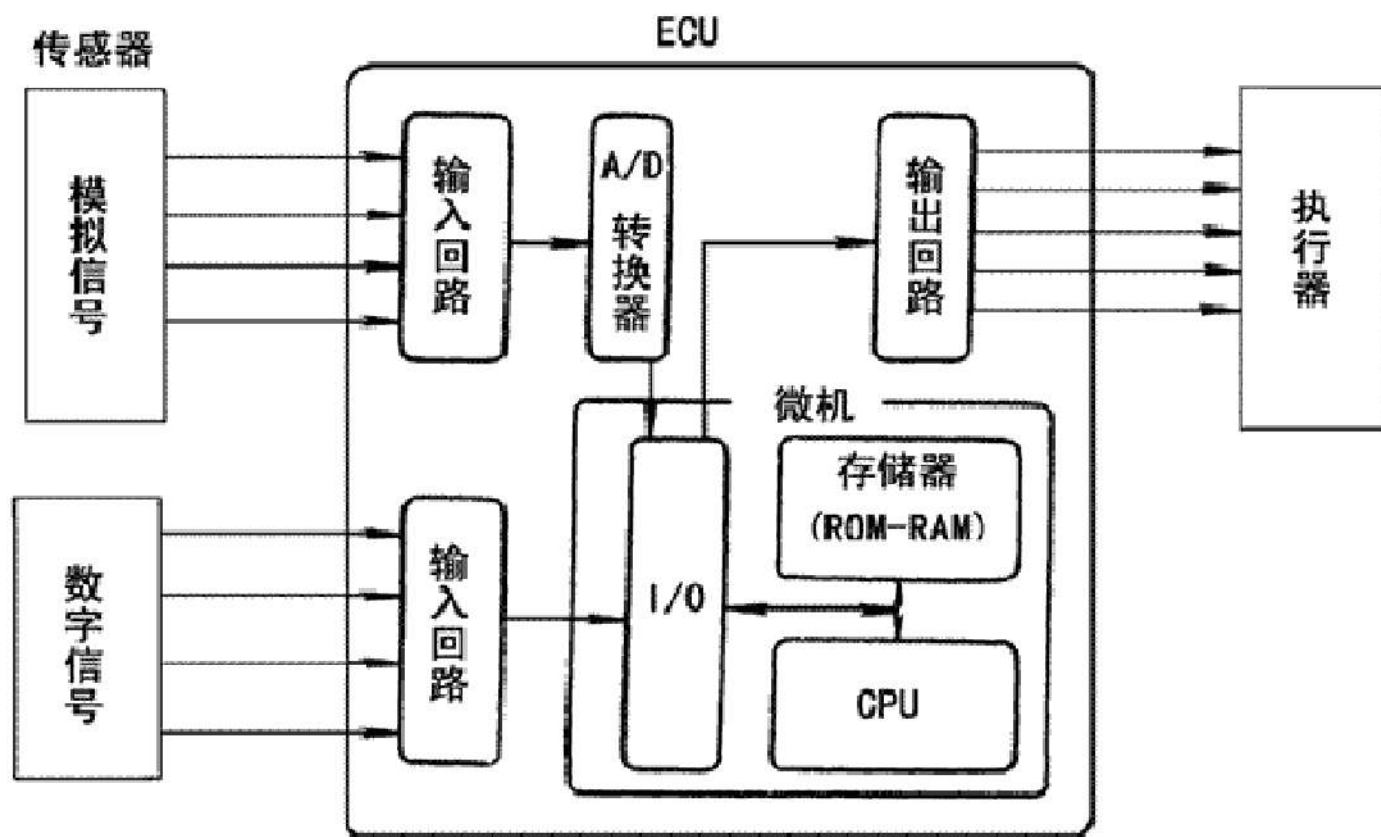 ECU
传感器
模拟信号
输入回路
A/D
转换器
输出回路
执行器
微机
存储器
(ROM-RAM)
I/O
CPU
数字信号
输入回路